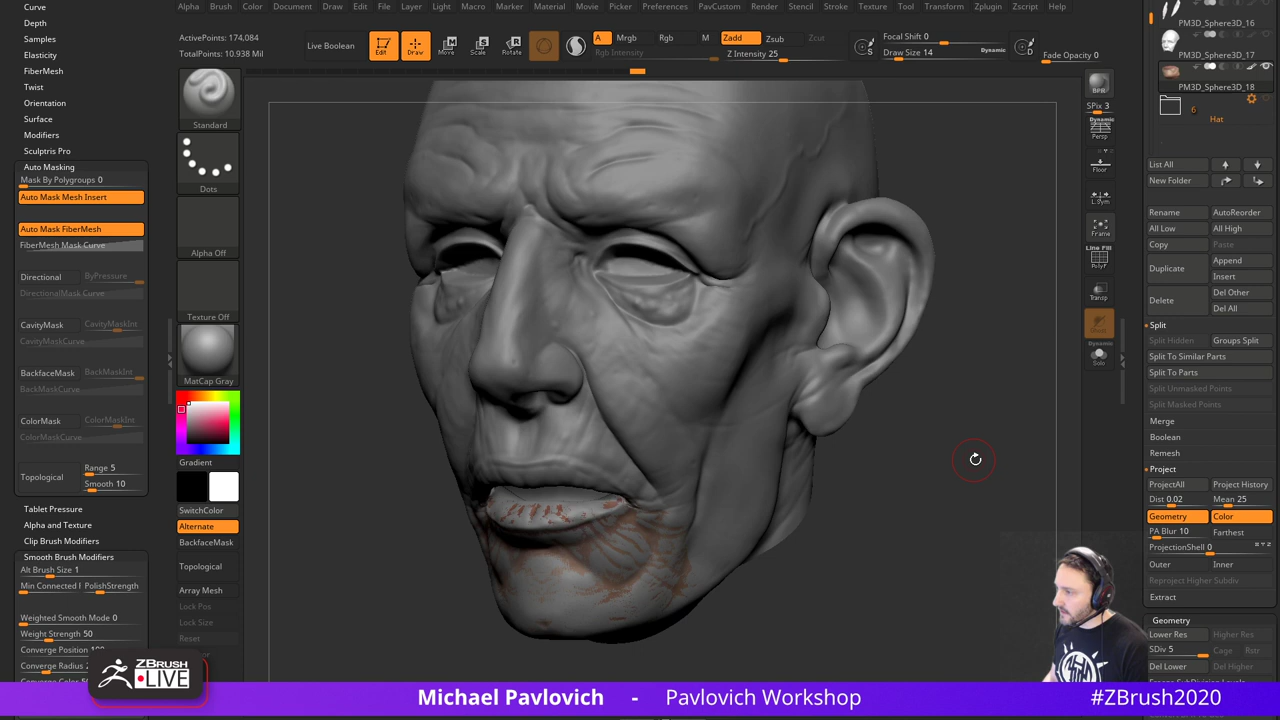 Alpha Brush Color Document Draw Edit File Layer Light Macro Marker Material Movie Picker Preferences PavCustom Render Stencil Stroke Texture Tool Transform Zplugin Zscript Help
Curve
Depth
Samples
Elasticity
FiberMesh
Twist
Orientation
Surface
Modifiers
Sculptris Pro
Auto Masking
Mask By Polygroups 0
Auto Mask Mesh Insert
Auto Mask FiberMesh
FiberMesh Mask Curve
Directional ByPressure
DirectionalMask Curve
CavityMask CavityMaskInt
CavityMaskCurve
BackfaceMask BackMaskInt
BackMaskCurve
ColorMask ColorMaskInt
ColorMaskCurve
Topological
Range 5
Smooth 10
Tablet Pressure
Alpha and Texture
Clip Brush Modifiers
Smooth Brush Modifiers
Alt Brush Size 1
Min Connected I PolishStrength
Weighted Smooth Mode 0
Weight Strength 50
Converge Position 100
ZBRUSH
LIVE
ActivePoints: 174,084
TotalPoints: 10.938 Mil
Live Boolean
Edit
Draw
Move
Scale
Rotate
A Mrgb Rgb M
Rgb Intensity
Zadd Zsub Zcut
Z Intensity 25
S
Focal Shift 0
Draw Size 14
Dynamic
D
Fade Opacity 0
Standard
Dots
Alpha Off
Texture Off
MatCap Gray
Gradient
SwitchColor
Alternate
BackfaceMask
Topological
Array Mesh
Lock Pos
Lock Size
Reset
BPR
SPix 3
Dynamic
Persp
Floor
L.Sym
Frame
Line Fill
PolyF
Transp
Dynamic
Solo
PM3D_Sphere3D_16
PM3D_Sphere3D_17
PM3D_Sphere3D_18
6
Hat
List All
New Folder
Rename AutoReorder
All Low All High
Copy Paste
Duplicate
Append
Insert
Delete
Del Other
Del All
Split
Split Hidden Groups Split
Split To Similar Parts
Split To Parts
Split Unmasked Points
Split Masked Points
Merge
Boolean
Remesh
Project
ProjectAll Project History
Dist 0.02 Mean 25
Geometry Color
PA Blur 10 Farthest
ProjectionShell 0
Outer Inner
Reproject Higher Subdiv
Extract
Geometry
Lower Res Higher Res
SDiv 5 Cage Rstr
Del Lower Del Higher
Michael Pavlovich - Pavlovich Workshop #ZBrush2020